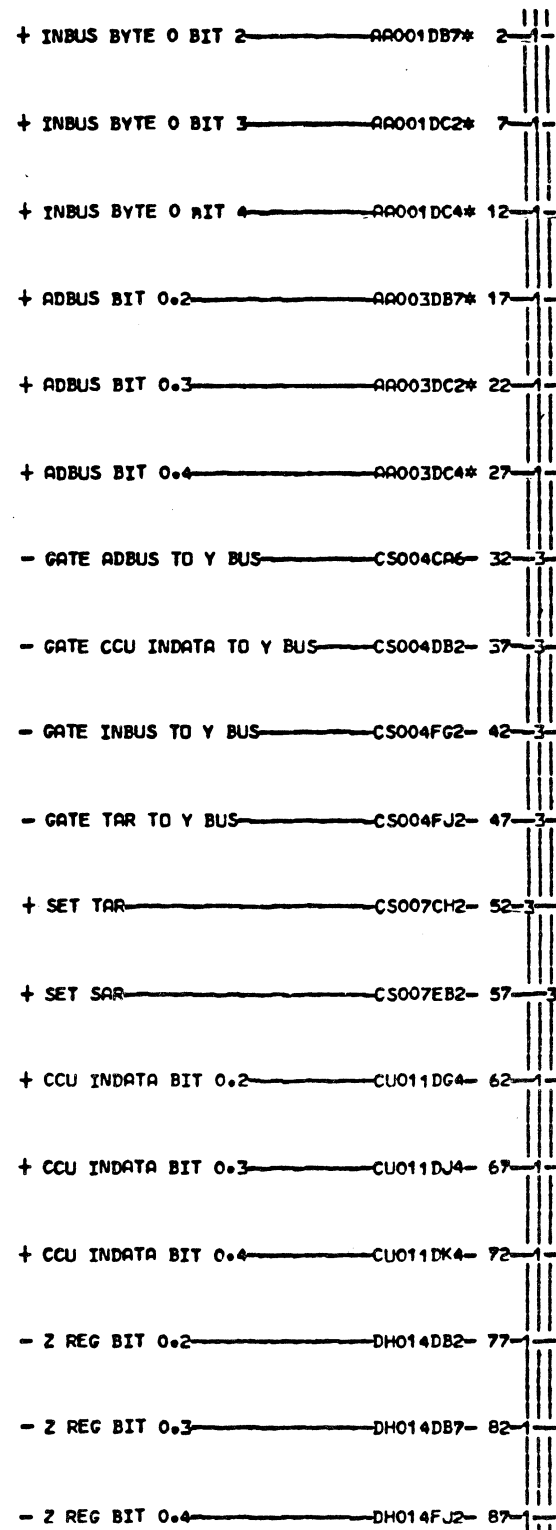 + INBUS BYTE 0 BIT 2 AA001DB7* 2 1
+ INBUS BYTE 0 BIT 3 AA001DC2* 7 1
+ INBUS BYTE 0 BIT 4 AA001DC4* 12 1
+ ADBUS BIT 0.2 AA003DB7* 17 1
+ ADBUS BIT 0.3 AA003DC2* 22 1
+ ADBUS BIT 0.4 AA003DC4* 27 1
- GATE ADBUS TO Y BUS CS004CA6- 32 3
- GATE CCU INDATA TO Y BUS CS004DB2- 37 3
- GATE INBUS TO Y BUS CS004FG2- 42 3
- GATE TAR TO Y BUS CS004FJ2- 47 3
+ SET TAR CS007CH2- 52 3
+ SET SAR CS007EB2- 57 3
+ CCU INDATA BIT 0.2 CU011DG4- 62 1
+ CCU INDATA BIT 0.3 CU011DJ4- 67 1
+ CCU INDATA BIT 0.4 CU011DK4- 72 1
- Z REG BIT 0.2 DH014DB2- 77 1
- Z REG BIT 0.3 DH014DB7- 82 1
- Z REG BIT 0.4 DH014FJ2- 87 1